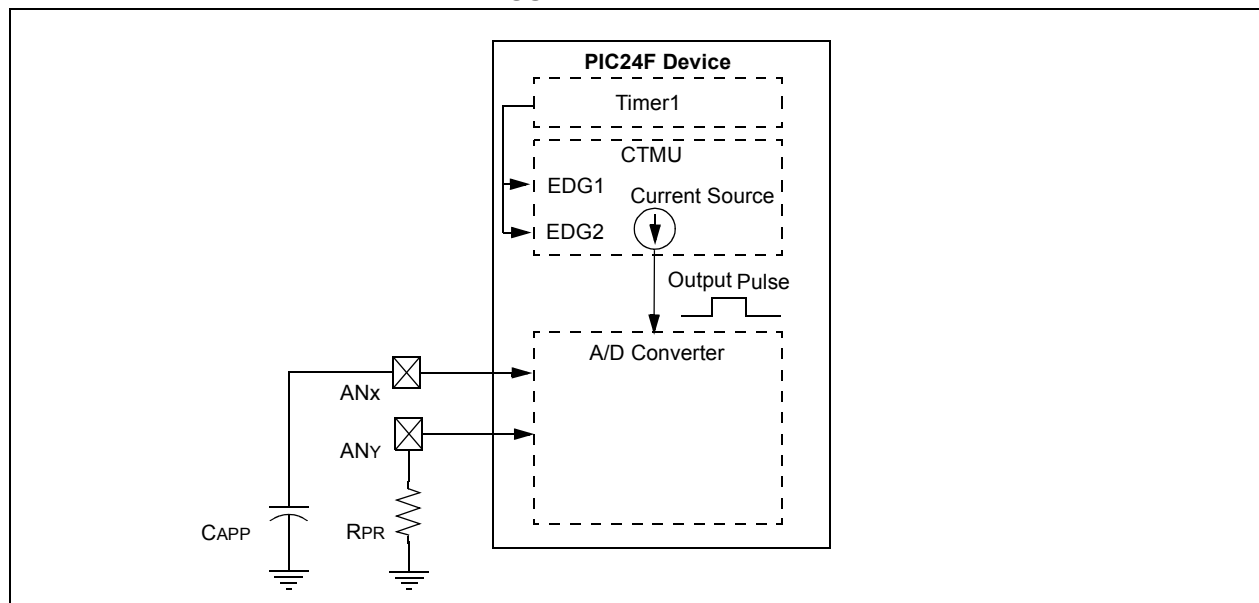 PIC24F Device
Timer1
CTMU
EDG1
Current Source
EDG2
Output Pulse
A/D Converter
ANX
ANY
CAPP
RPR